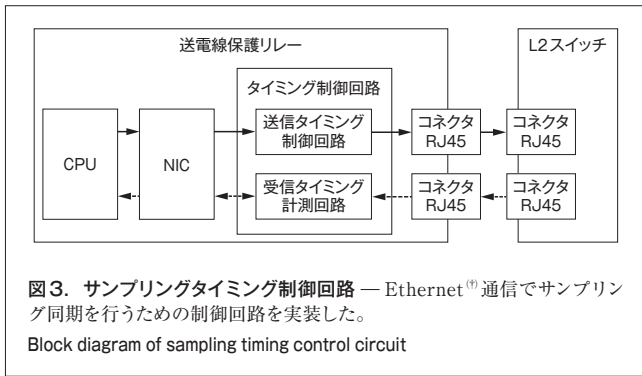 送電線保護リレー
L2スイッチ
タイミング制御回路
CPU
NIC
送信タイミング
制御回路
コネクタ
RJ45
コネクタ
RJ45
受信タイミング
計測回路
コネクタ
RJ45
コネクタ
RJ45
図3．サンプリングタイミング制御回路 — Ethernet(†)通信でサンプリン
グ同期を行うための制御回路を実装した。
Block diagram of sampling timing control circuit